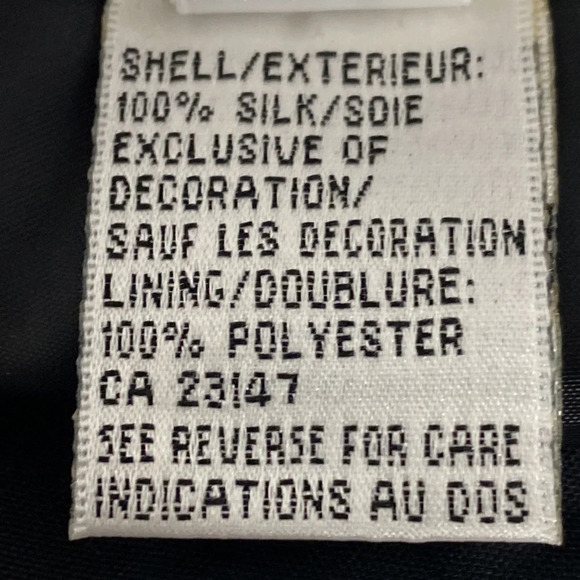 SHELL/EXTERIEUR:
100% SILK/SOIE
EXCLUSIVE OF
DECORATION/
SAUF LES DECORATION
LINING/DOUBLURE:
100% POLYESTER
CA 23147
SEE REVERSE FOR CARE
INDICATIONS AU DOS